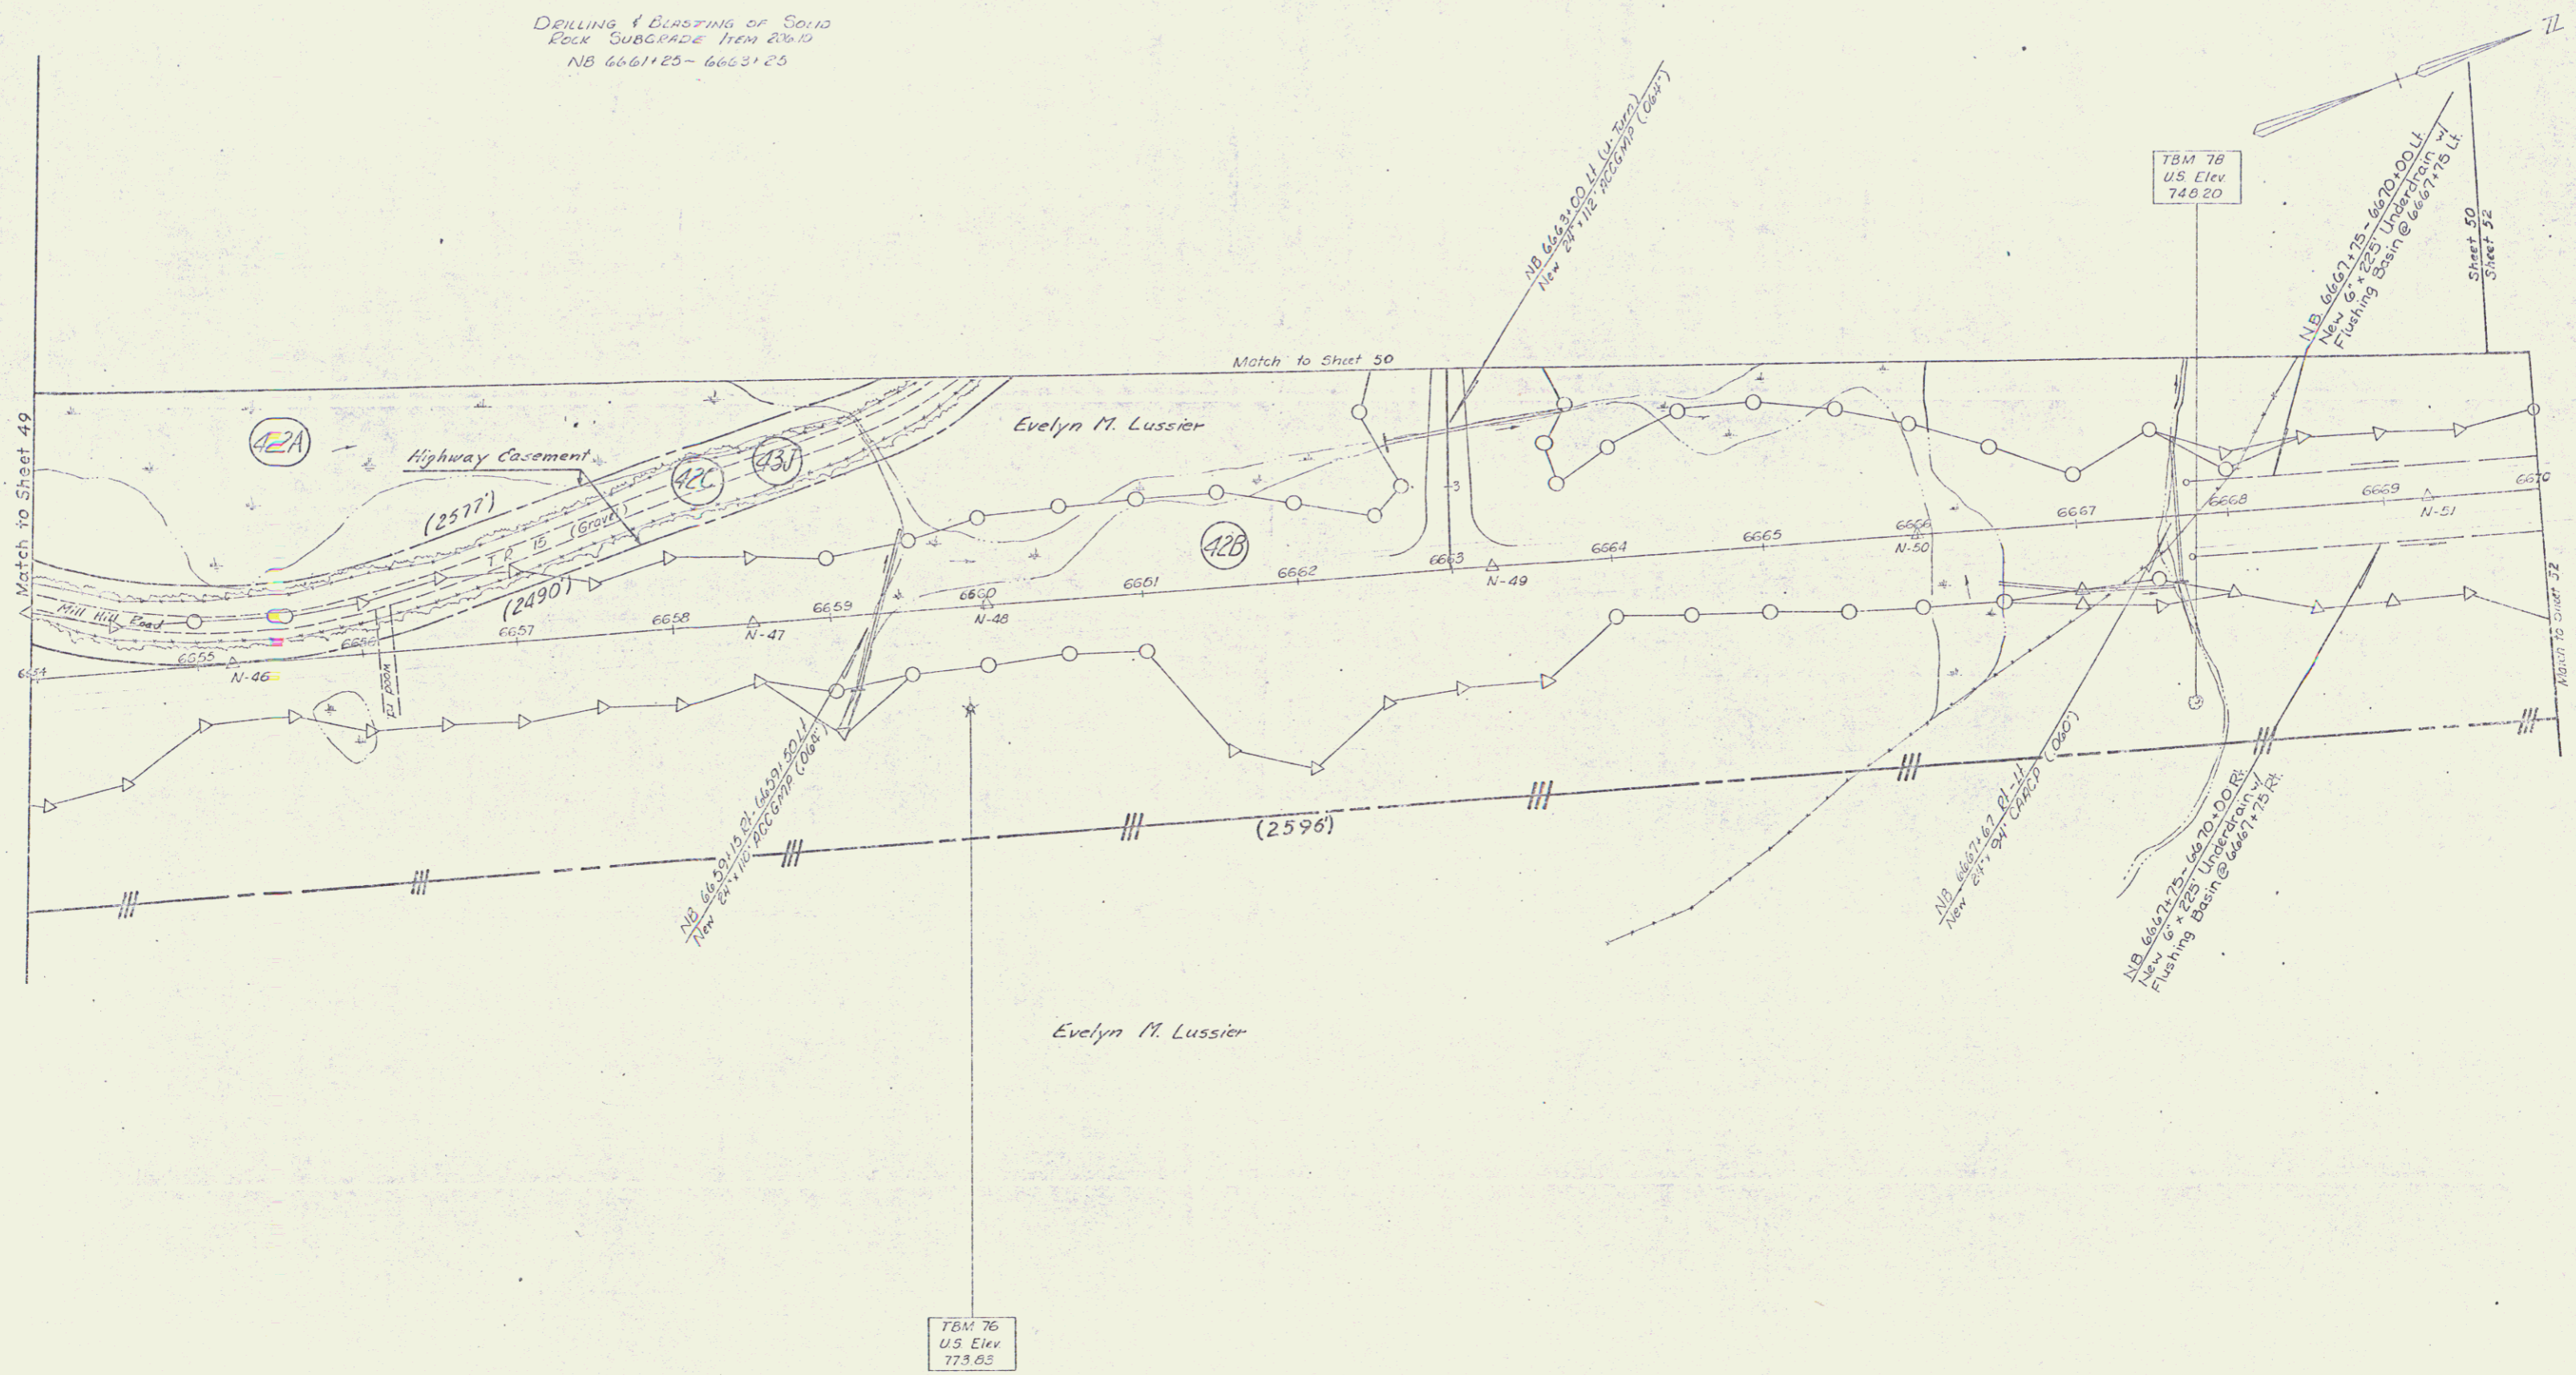 DRILLING & BLASTING OF SOLID
ROCK SUBGRADE ITEM 206.10
NB 6661+25 - 6663+25
Z
TBM 78
U.S. Elev.
748.20
NB 6663+00 Lt (U-Turn)
New 24" x 112' ACCGMP (.064")
NB 6667+75 - 6670+00 Lt.
New 6" x 225' Underdrain w/
Flushing Basin @ 6667+75 Lt.
Sheet 50
Sheet 52
Match to Sheet 50
Match to Sheet 49
42A
Highway Easement
42C
43J
Evelyn M. Lussier
(2577')
T.R. 15 (Gravel)
(2490')
Mill Hill Road
Wood Rd
42B
3
6654
6655
6656
6657
6658
6659
6660
6661
6662
6663
6664
6665
6666
6667
6668
6669
6670
N-46
N-47
N-48
N-49
N-50
N-51
Match to Sheet 52
NB 6659+15 Rt - 6659+50 Lt
New 24" x 110' ACCGMP (.064")
(2596')
NB 6667+67 Rt - Lt
New 24" x 94' CAACP (.060")
NB 6667+75 - 6670+00 Rt.
New 6" x 225' Underdrain w/
Flushing Basin @ 6667+75 Rt.
Evelyn M. Lussier
TBM 76
U.S. Elev.
773.83